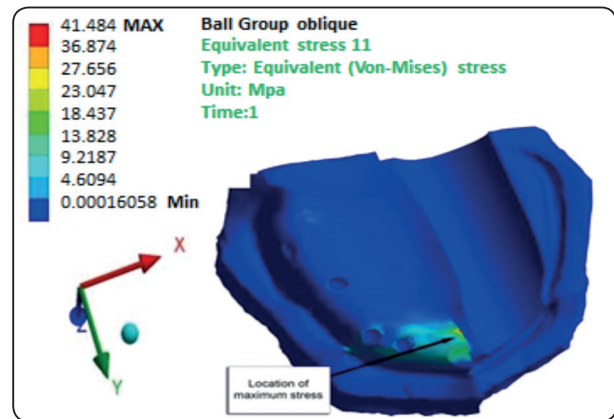 41.484 MAX
36.874
27.656
23.047
18.437
13.828
9.2187
4.6094
0.00016058 Min
Ball Group oblique
Equivalent stress 11
Type: Equivalent (Von-Mises) stress
Unit: Mpa
Time:1
X
Z
Y
Location of
maximum stress